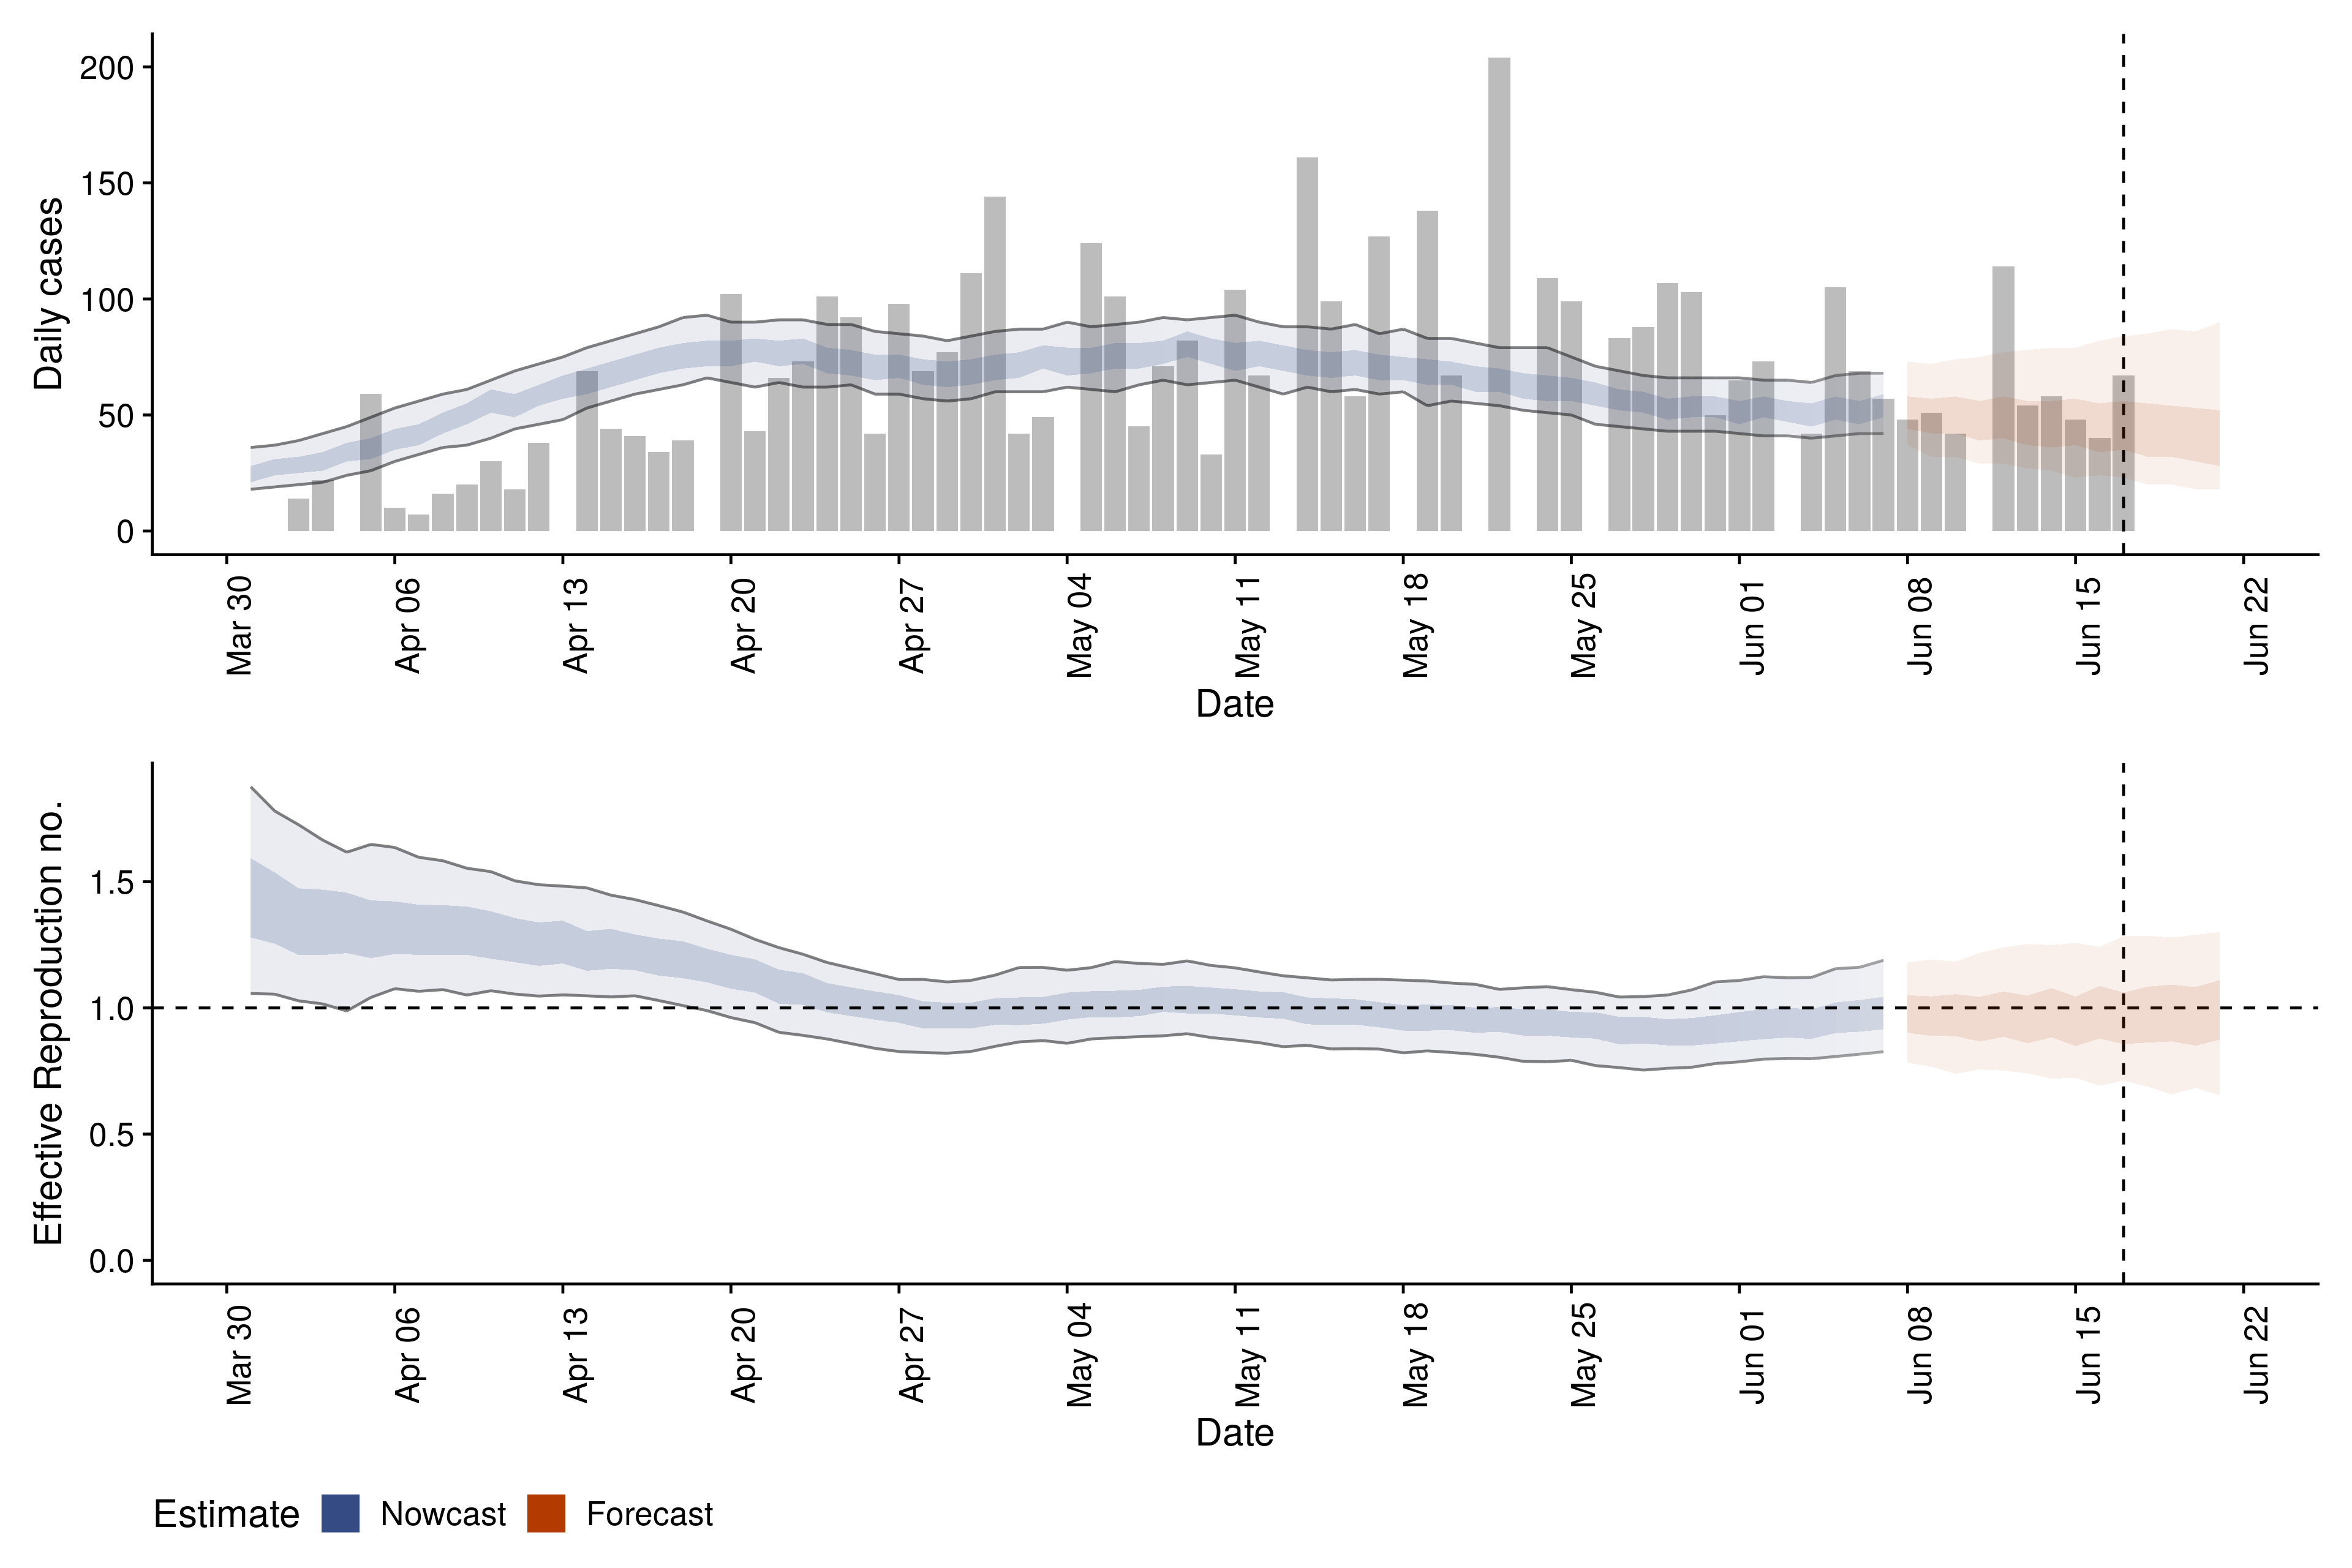 Daily cases
200
150
100
50
0
Mar 30
Apr 06
Apr 13
Apr 20
Apr 27
May 04
May 11
May 18
May 25
Jun 01
Jun 08
Jun 15
Jun 22
Date
Effective Reproduction no.
1.5
1.0
0.5
0.0
Mar 30
Apr 06
Apr 13
Apr 20
Apr 27
May 04
May 11
May 18
May 25
Jun 01
Jun 08
Jun 15
Jun 22
Date
Estimate Nowcast Forecast